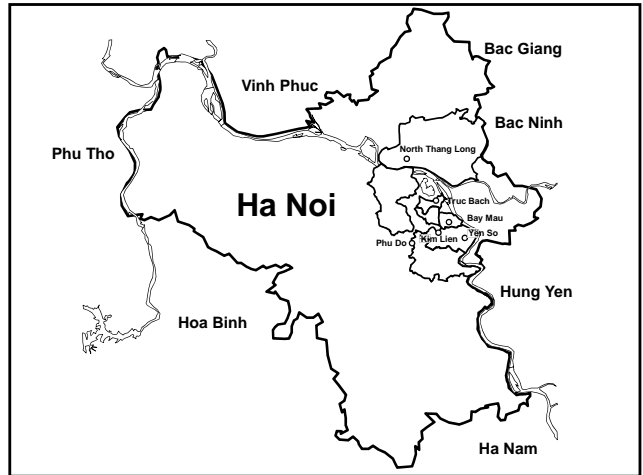 Bac Giang
Vinh Phuc
Bac Ninh
Phu Tho
North Thang Long
Ha Noi
Truc Bach
Bay Mau
Yen So
Kim Lien
Phu Do
Hung Yen
Hoa Binh
Ha Nam